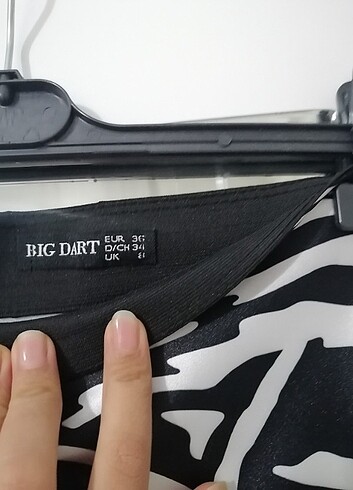 BIG DART
EUR 36
D/CH 34
UK 8